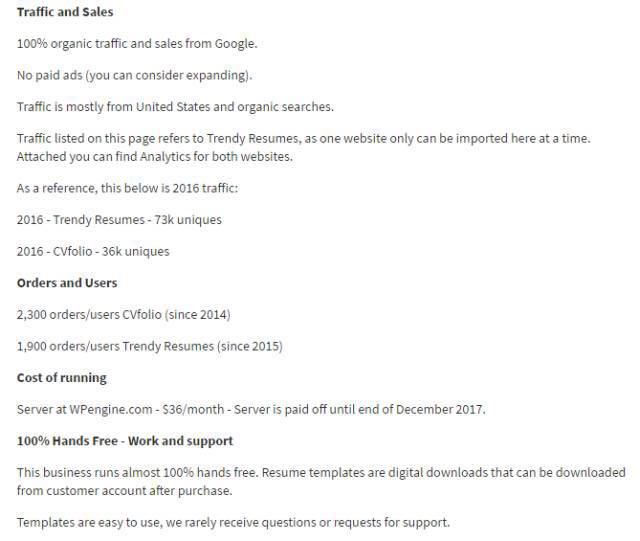 Traffic and Sales
100% organic traffic and sales from Google.
No paid ads (you can consider expanding).
Traffic is mostly from United States and organic searches.
Traffic listed on this page refers to Trendy Resumes, as one website only can be imported here at a time.
Attached you can find Analytics for both websites.
As a reference, this below is 2016 traffic:
2016 - Trendy Resumes - 73k uniques
2016 - CVfolio - 36k uniques
Orders and Users
2,300 orders/users CVfolio (since 2014)
1,900 orders/users Trendy Resumes (since 2015)
Cost of running
Server at WPengine.com - $36/month - Server is paid off until end of December 2017.
100% Hands Free - Work and support
This business runs almost 100% hands free. Resume templates are digital downloads that can be downloaded
from customer account after purchase.
Templates are easy to use, we rarely receive questions or requests for support.